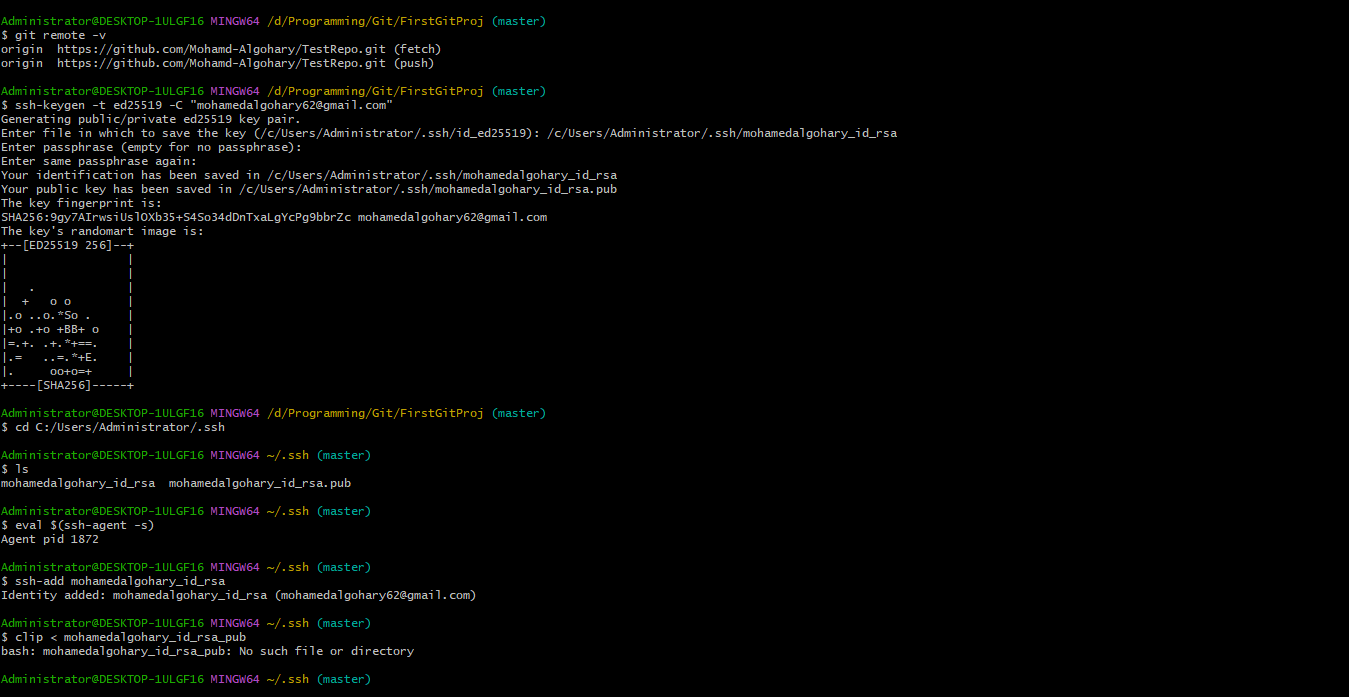 Administrator@DESKTOP-1ULGF16 MINGW64 /d/Programming/Git/FirstGitProj (master)
$ git remote -v
origin  https://github.com/Mohamd-Algohary/TestRepo.git (fetch)
origin  https://github.com/Mohamd-Algohary/TestRepo.git (push)

Administrator@DESKTOP-1ULGF16 MINGW64 /d/Programming/Git/FirstGitProj (master)
$ ssh-keygen -t ed25519 -C "mohamedalgohary62@gmail.com"
Generating public/private ed25519 key pair.
Enter file in which to save the key (/c/Users/Administrator/.ssh/id_ed25519): /c/Users/Administrator/.ssh/mohamedalgohary_id_rsa
Enter passphrase (empty for no passphrase):
Enter same passphrase again:
Your identification has been saved in /c/Users/Administrator/.ssh/mohamedalgohary_id_rsa
Your public key has been saved in /c/Users/Administrator/.ssh/mohamedalgohary_id_rsa.pub
The key fingerprint is:
SHA256:9gy7AIrwsiUslOXb35+S4So34dDnTxaLgYcPg9bbrZc mohamedalgohary62@gmail.com
The key's randomart image is:
+--[ED25519 256]--+
|                 |
|                 |
|   .             |
|  +   o o        |
|.o ..o.*So .     |
|+o .+o +BB+ o    |
|=.+. .+.*+==.    |
|.=   ..=.*+E.    |
|.     oo+o=+     |
+----[SHA256]-----+

Administrator@DESKTOP-1ULGF16 MINGW64 /d/Programming/Git/FirstGitProj (master)
$ cd C:/Users/Administrator/.ssh

Administrator@DESKTOP-1ULGF16 MINGW64 ~/.ssh (master)
$ ls
mohamedalgohary_id_rsa  mohamedalgohary_id_rsa.pub

Administrator@DESKTOP-1ULGF16 MINGW64 ~/.ssh (master)
$ eval $(ssh-agent -s)
Agent pid 1872

Administrator@DESKTOP-1ULGF16 MINGW64 ~/.ssh (master)
$ ssh-add mohamedalgohary_id_rsa
Identity added: mohamedalgohary_id_rsa (mohamedalgohary62@gmail.com)

Administrator@DESKTOP-1ULGF16 MINGW64 ~/.ssh (master)
$ clip < mohamedalgohary_id_rsa_pub
bash: mohamedalgohary_id_rsa_pub: No such file or directory

Administrator@DESKTOP-1ULGF16 MINGW64 ~/.ssh (master)